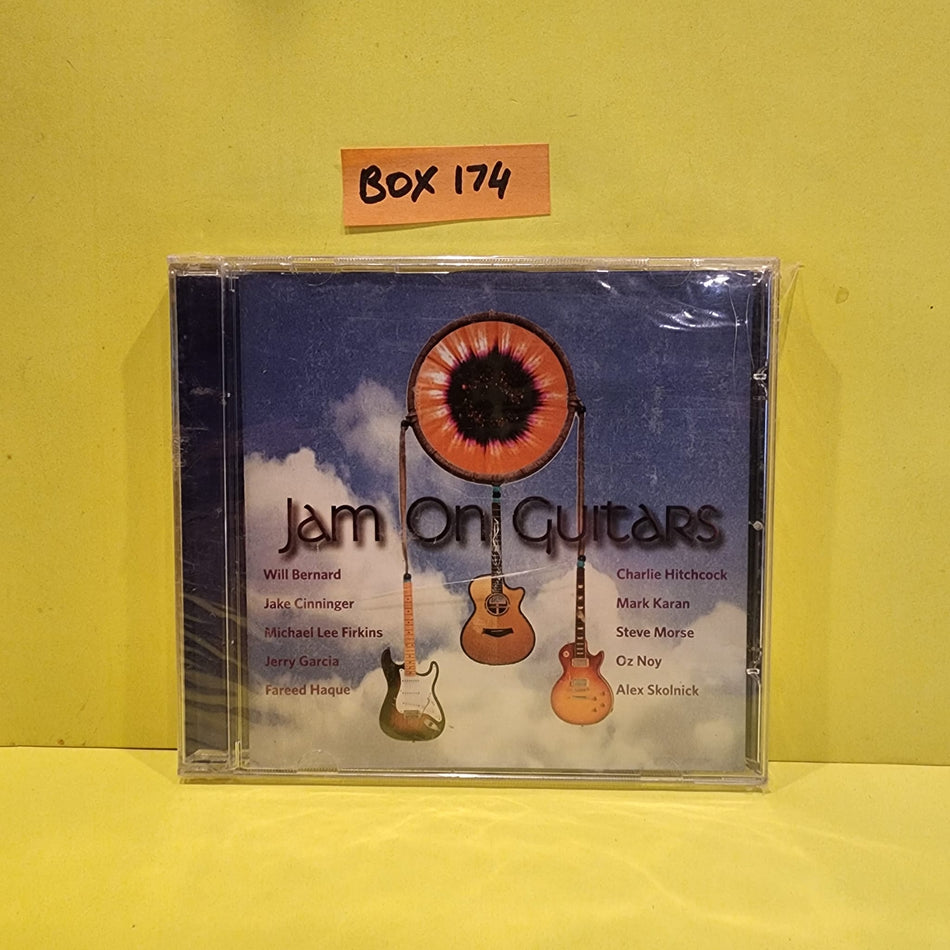 BOX 174
Jam On Guitars
Will Bernard
Jake Cinninger
Michael Lee Firkins
Jerry Garcia
Fareed Haque
Charlie Hitchcock
Mark Karan
Steve Morse
Oz Noy
Alex Skolnick